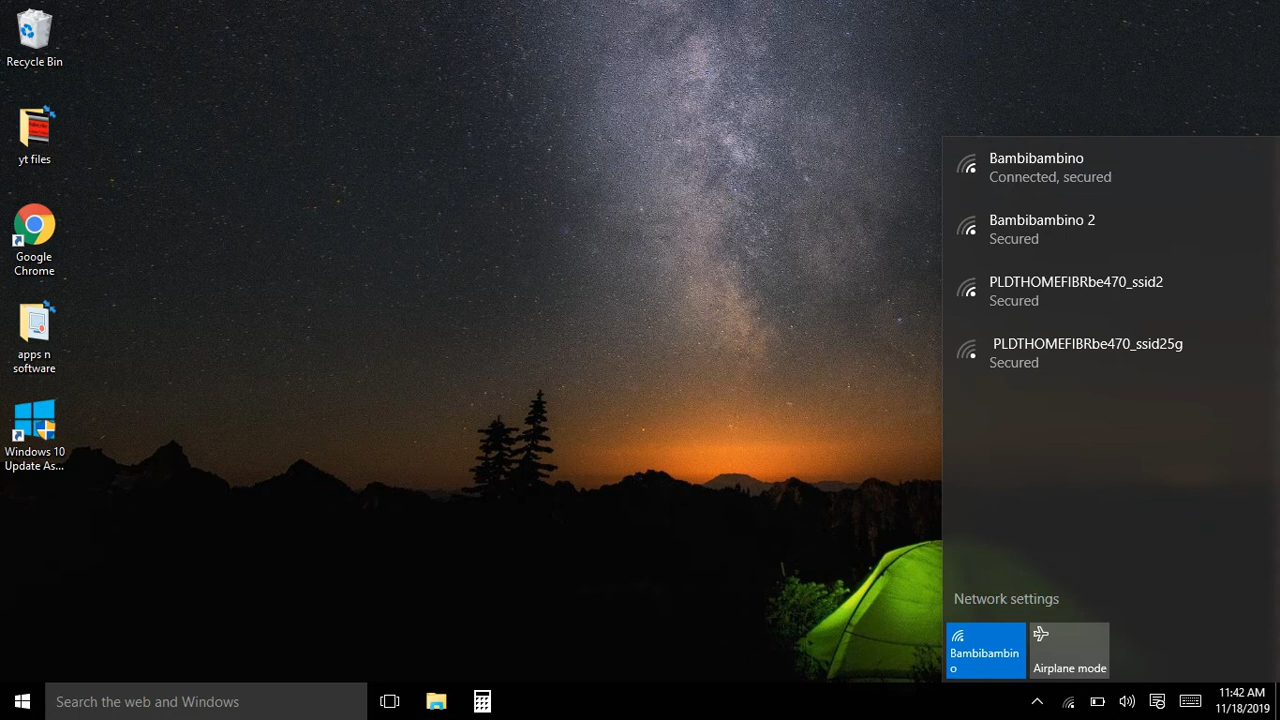 Recycle Bin
yt files
Google
Chrome
apps n
software
Windows 10
Update As...
Bambibambino
Connected, secured
Bambibambino 2
Secured
PLDTHOMEFIBRbe470_ssid2
Secured
PLDTHOMEFIBRbe470_ssid25g
Secured
Network settings
Bambibambin
o
Airplane mode
Search the web and Windows
11:42 AM
11/18/2019